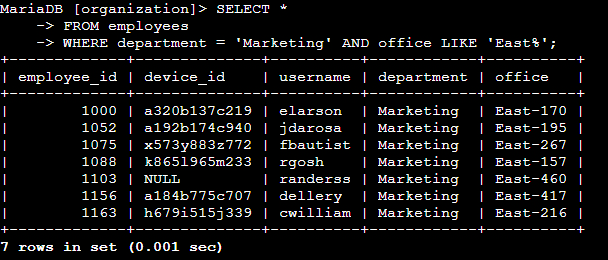 MariaDB [organization]> SELECT *
    -> FROM employees
    -> WHERE department = 'Marketing' AND office LIKE 'East%';
+-------------+--------------+----------+------------+----------+
| employee_id | device_id    | username | department | office   |
+-------------+--------------+----------+------------+----------+
|        1000 | a320b137c219 | elarson  | Marketing  | East-170 |
|        1052 | a192b174c940 | jdarosa  | Marketing  | East-195 |
|        1075 | x573y883z772 | fbautist | Marketing  | East-267 |
|        1088 | k8651965m233 | rgosh    | Marketing  | East-157 |
|        1103 | NULL         | randerss | Marketing  | East-460 |
|        1156 | a184b775c707 | dellery  | Marketing  | East-417 |
|        1163 | h679i515j339 | cwilliam | Marketing  | East-216 |
+-------------+--------------+----------+------------+----------+
7 rows in set (0.001 sec)